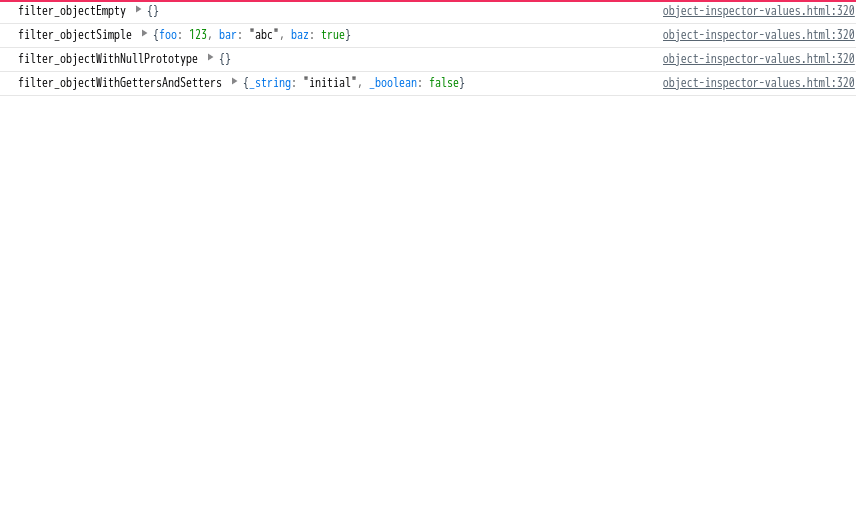 filter_objectEmpty ▶ {} object-inspector-values.html:320
filter_objectSimple ▶ {foo: 123, bar: "abc", baz: true} object-inspector-values.html:320
filter_objectWithNullPrototype ▶ {} object-inspector-values.html:320
filter_objectWithGettersAndSetters ▶ {_string: "initial", _boolean: false} object-inspector-values.html:320